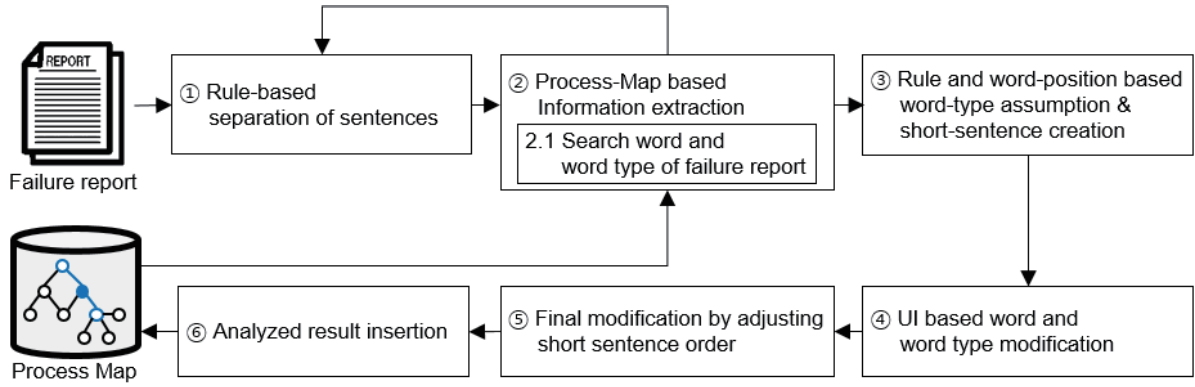 REPORT
Failure report
① Rule-based
separation of sentences
② Process-Map based
Information extraction
2.1 Search word and
word type of failure report
③ Rule and word-position based
word-type assumption &
short-sentence creation
④ UI based word and
word type modification
⑤ Final modification by adjusting
short sentence order
⑥ Analyzed result insertion
Process Map